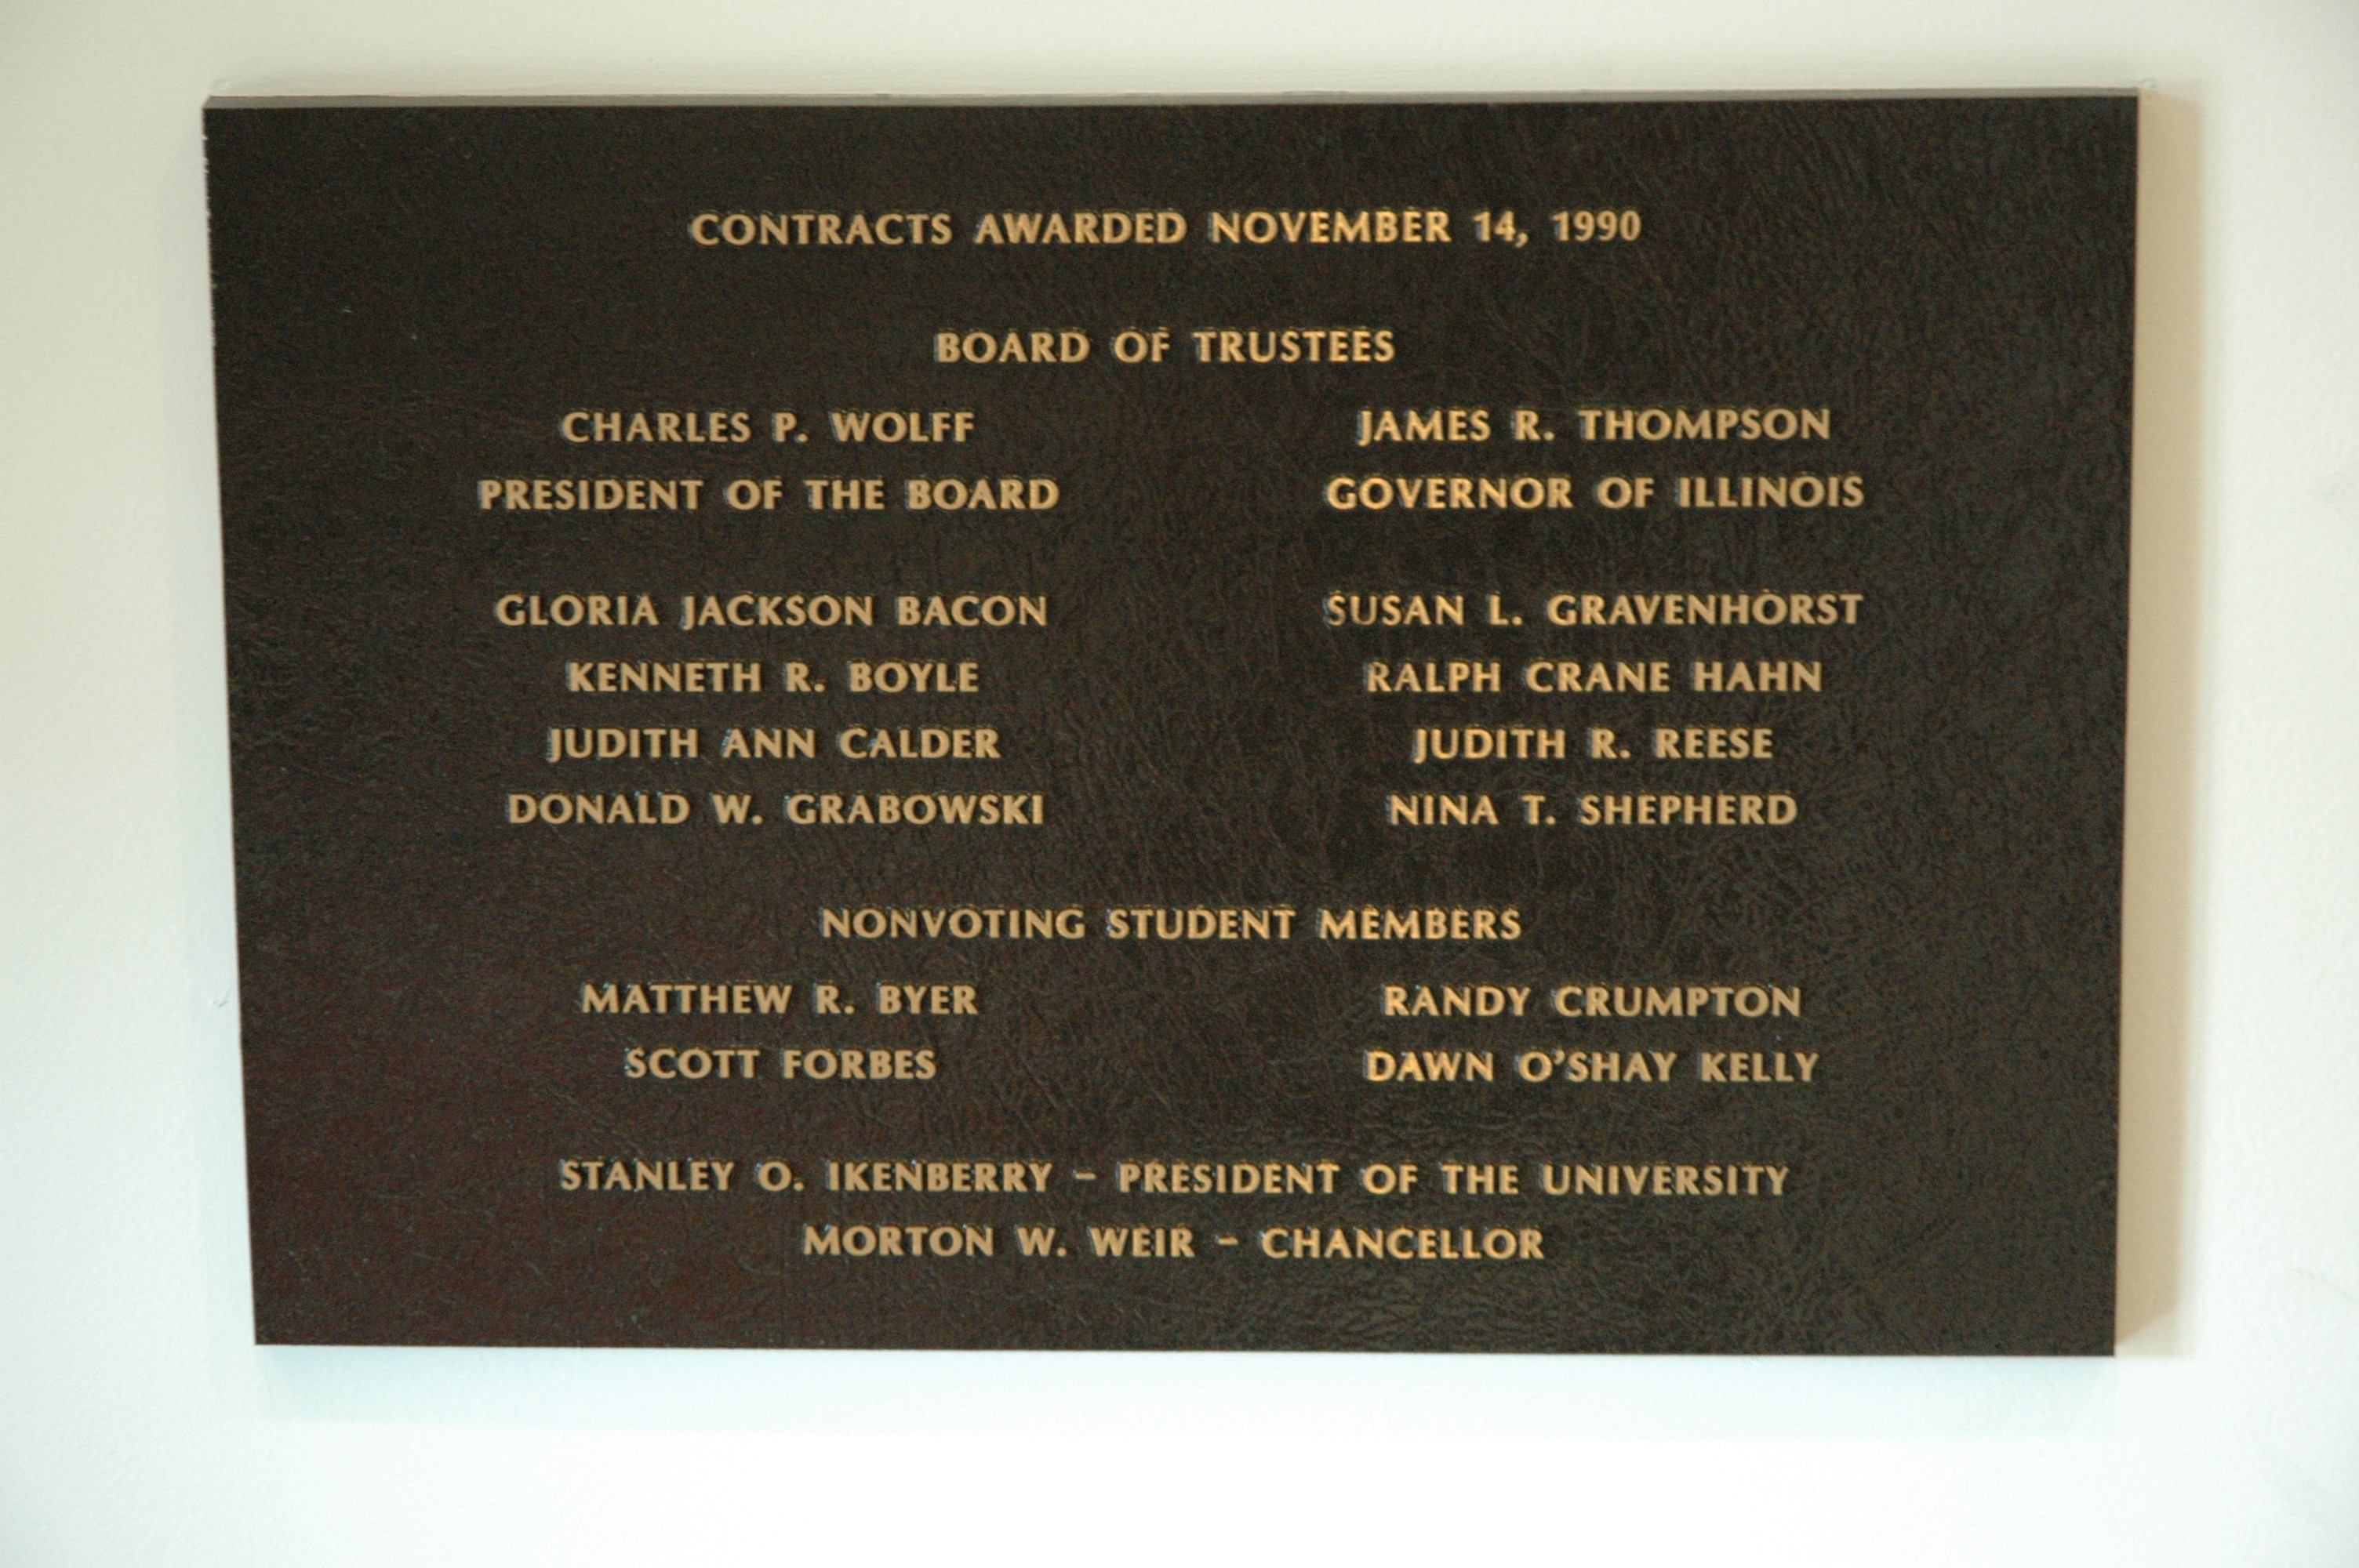 CONTRACTS AWARDED NOVEMBER 14, 1990
BOARD OF TRUSTEES
CHARLES P. WOLFF
PRESIDENT OF THE BOARD
JAMES R. THOMPSON
GOVERNOR OF ILLINOIS
GLORIA JACKSON BACON
KENNETH R. BOYLE
JUDITH ANN CALDER
DONALD W. GRABOWSKI
SUSAN L. GRAVENHORST
RALPH CRANE HAHN
JUDITH R. REESE
NINA T. SHEPHERD
NONVOTING STUDENT MEMBERS
MATTHEW R. BYER
SCOTT FORBES
RANDY CRUMPTON
DAWN O'SHAY KELLY
STANLEY O. IKENBERRY – PRESIDENT OF THE UNIVERSITY
MORTON W. WEIR – CHANCELLOR